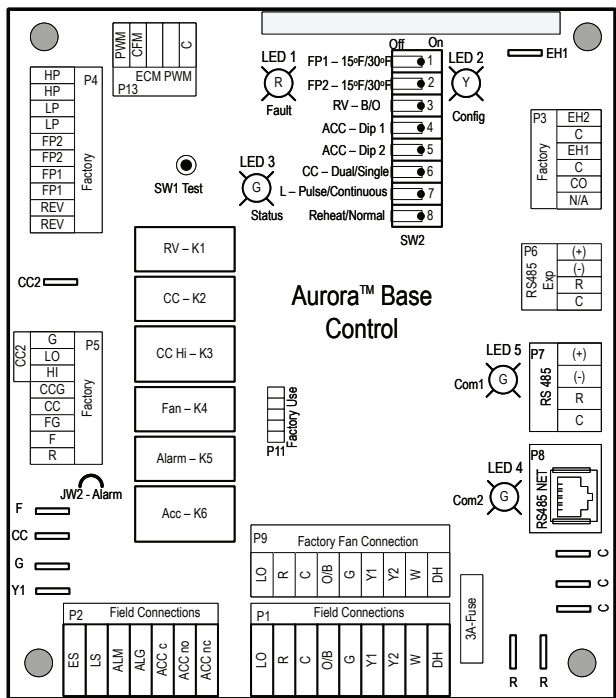 PWM
CFM
C
ECM PWM
P13
HP
HP
LP
LP
FP2
FP2
FP1
FP1
REV
REV
P4
Factory
LED 1
R
Fault
Off
On
FP1 – 15ºF/30ºF
1
FP2 – 15ºF/30ºF
2
RV – B/O
3
ACC – Dip 1
4
ACC – Dip 2
5
CC – Dual/Single
6
L – Pulse/Continuous
7
Reheat/Normal
8
SW2
LED 2
Y
Config
EH1
P3
Factory
EH2
C
EH1
C
CO
N/A
SW1 Test
LED 3
G
Status
RV – K1
CC – K2
CC Hi – K3
Fan – K4
Alarm – K5
Acc – K6
CC2
Aurora™ Base
Control
P6
RS485
Exp
(+)
(-)
R
C
CC2
G
LO
HI
CCG
CC
FG
F
R
P5
Factory
JW2 - Alarm
Factory Use
P11
LED 5
Com1
G
P7
RS 485
(+)
(-)
R
C
LED 4
Com2
G
P8
RS485 NET
F
CC
G
Y1
P9
Factory Fan Connection
LO
R
C
O/B
G
Y1
Y2
W
DH
C
C
C
P2
Field Connections
ES
LS
ALM
ALG
ACC c
ACC no
ACC nc
P1
Field Connections
LO
R
C
O/B
G
Y1
Y2
W
DH
3A-Fuse
R
R